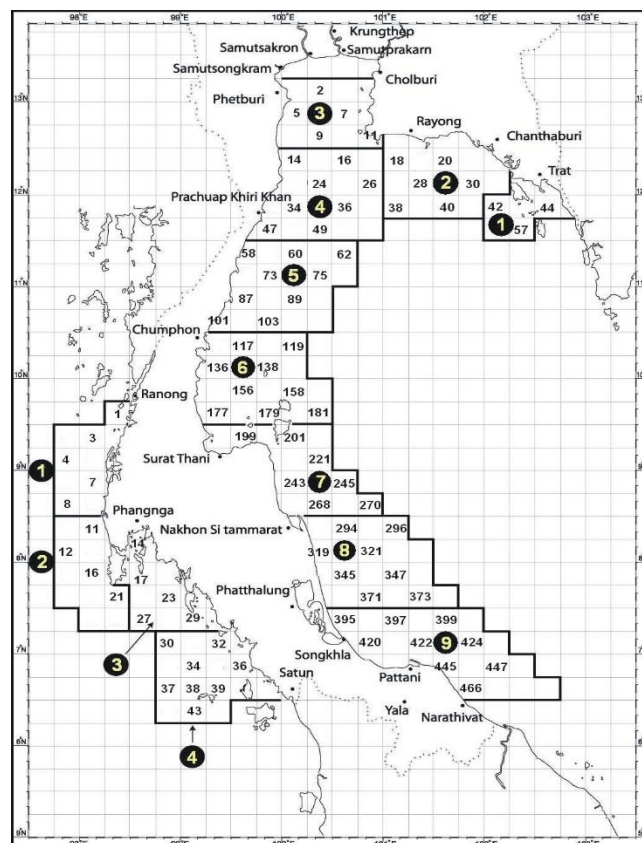 Krungthep
Samutsakron
Samutprakarn
Samutsongkram
Cholburi
13'N
2
Phetburi
5 3 7
Rayong
9 11
Chanthaburi
14 16 18 20
Trat
12'N
24 26 28 2 30
Prachuap Khiri Khan
34 4 36 38 40 42 44
47 49 1 57
58 60 62
11'N
73 5 75
87 89
101 103
Chumphon
117 119
10'N
136 6 138
156 158
Ranong
1 177 179 181
3 199 201
9'N
1 4 Surat Thani 221
7 243 7 245
8 268 270
Phangnga
11 Nakhon Si tammarat 294 296
8'N
2 12 14 319 8 321
16 17 345 347
21 23 Phatthalung 371 373
27 29 395 397 399
7'N
3 30 32 Songkhla 420 422 9 424
34 36 Satun Pattani 445 447
37 38 39 466
43 Yala Narathivat
6'N
4
98'E 99'E 100'E 101'E 102'E